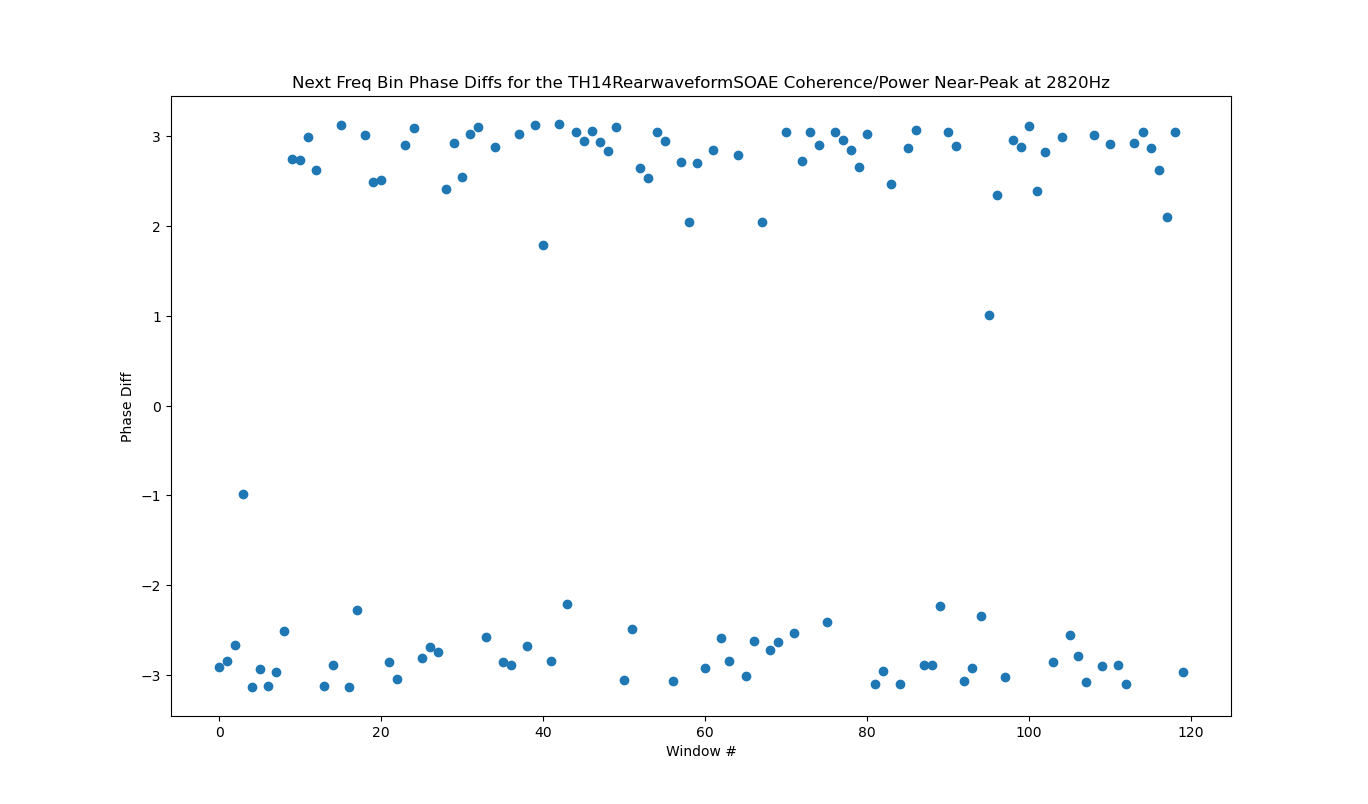 Next Freq Bin Phase Diffs for the TH14RearwaveformSOAE Coherence/Power Near-Peak at 2820Hz
3
2
1
0
−1
−2
−3
Phase Diff
0 20 40 60 80 100 120
Window #